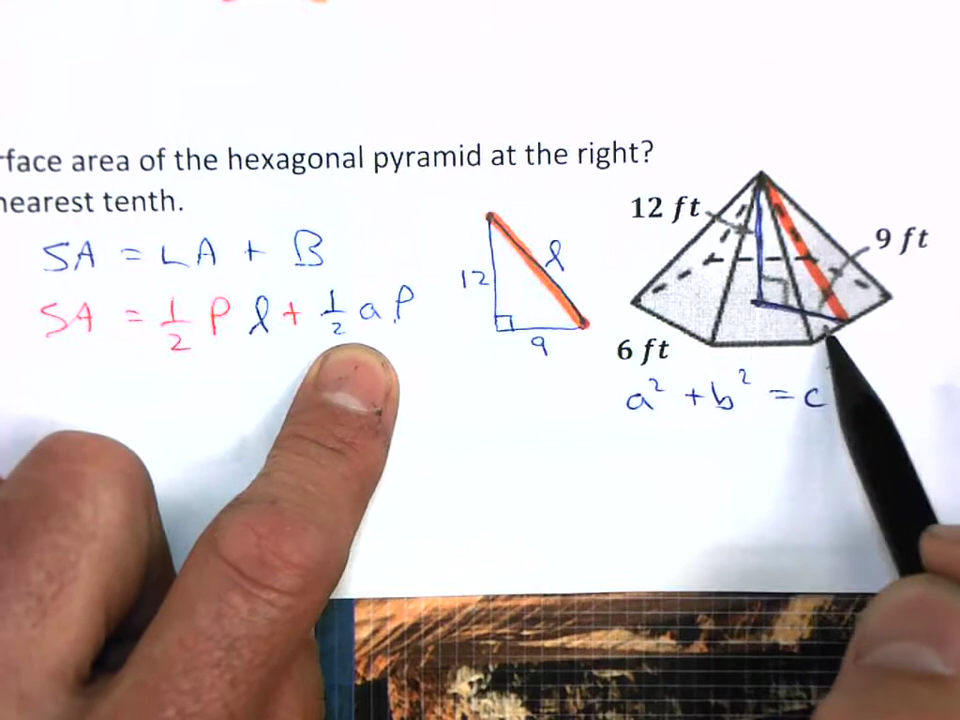 rface area of the hexagonal pyramid at the right?
nearest tenth.
SA = LA + B
SA = 1/2 P l + 1/2 a P
12
l
9
12 ft
9 ft
6 ft
a² + b² = c